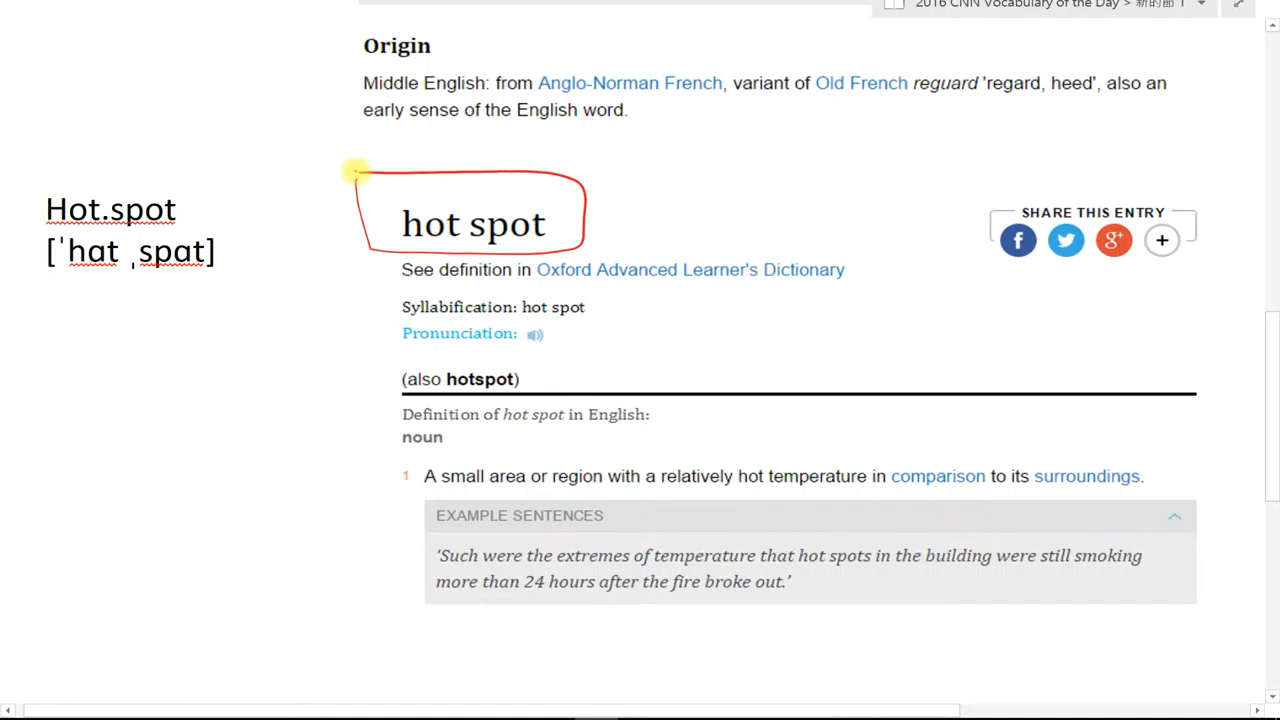 2016 CNN Vocabulary of the Day > 新的節 1
Origin
Middle English: from Anglo-Norman French, variant of Old French reguard 'regard, heed', also an
early sense of the English word.
Hot.spot
[ˈhat ˌspat]
hot spot
SHARE THIS ENTRY
See definition in Oxford Advanced Learner's Dictionary
Syllabification: hot spot
Pronunciation:
(also hotspot)
Definition of hot spot in English:
noun
1 A small area or region with a relatively hot temperature in comparison to its surroundings.
EXAMPLE SENTENCES
‘Such were the extremes of temperature that hot spots in the building were still smoking
more than 24 hours after the fire broke out.’